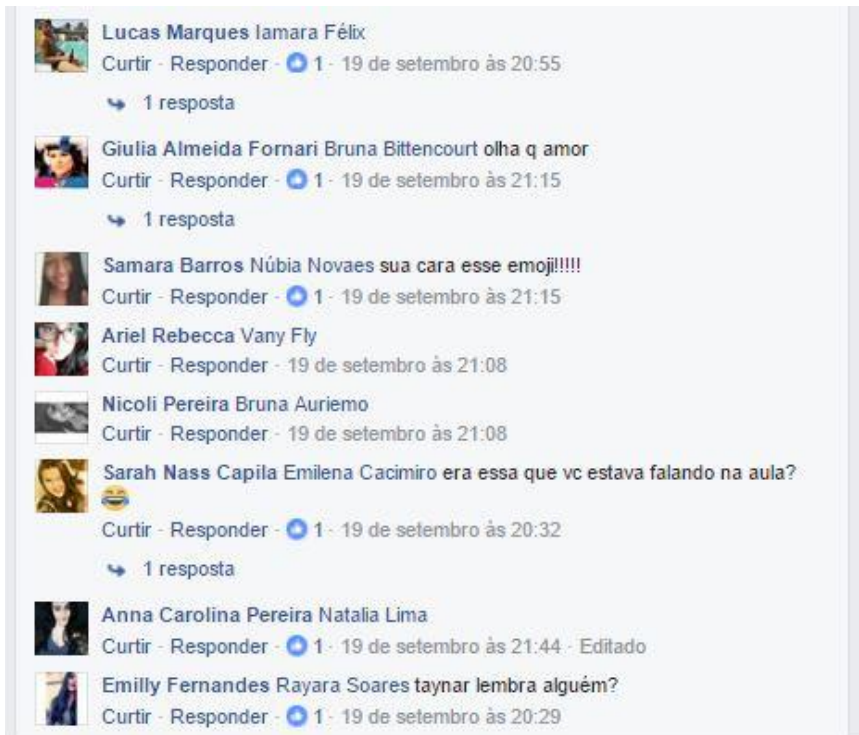 Lucas Marques Iamara Félix
Curtir · Responder · 1 · 19 de setembro às 20:55
1 resposta
Giulia Almeida Fornari Bruna Bittencourt olha q amor
Curtir · Responder · 1 · 19 de setembro às 21:15
1 resposta
Samara Barros Núbia Novaes sua cara esse emoji!!!!!
Curtir · Responder · 1 · 19 de setembro às 21:15
Ariel Rebecca Vany Fly
Curtir · Responder · 19 de setembro às 21:08
Nicoli Pereira Bruna Auriemo
Curtir · Responder · 19 de setembro às 21:08
Sarah Nass Capila Emilena Cacimiro era essa que vc estava falando na aula?
😂
Curtir · Responder · 1 · 19 de setembro às 20:32
1 resposta
Anna Carolina Pereira Natalia Lima
Curtir · Responder · 1 · 19 de setembro às 21:44 · Editado
Emilly Fernandes Rayara Soares taynar lembra alguém?
Curtir · Responder · 1 · 19 de setembro às 20:29